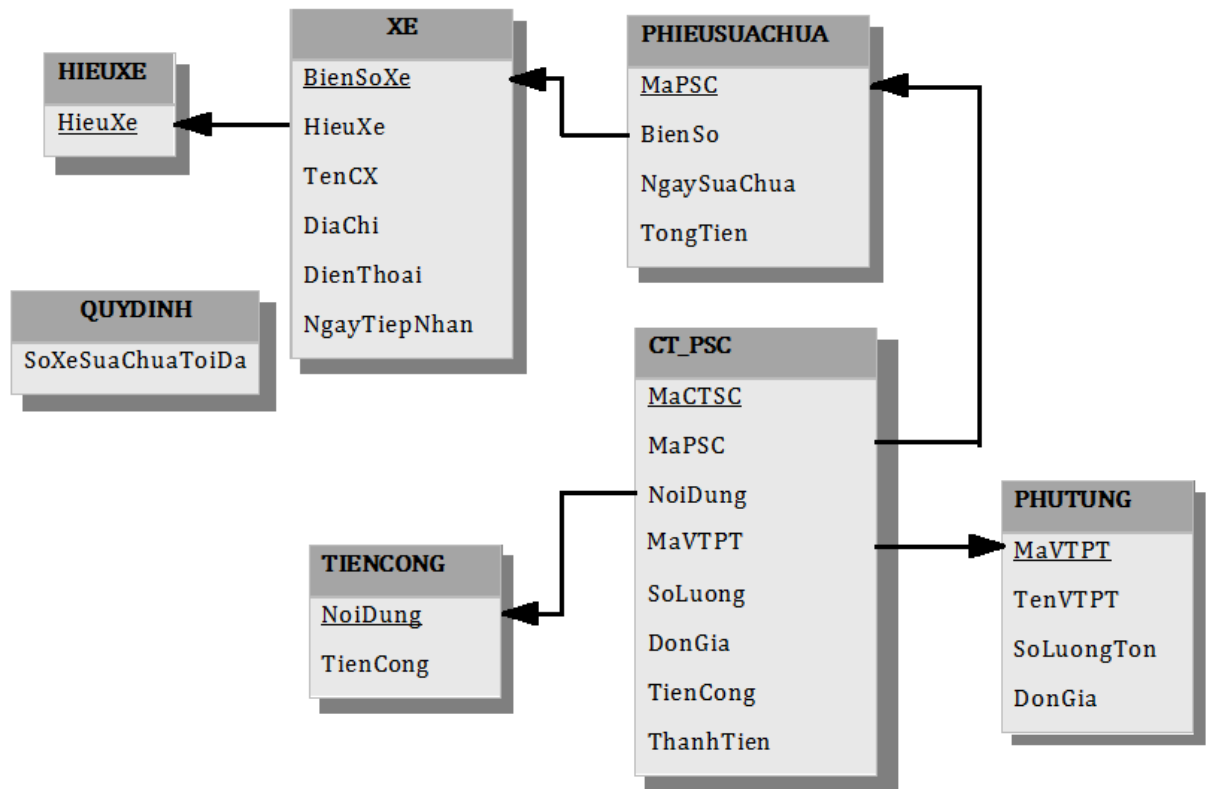 HIEUXE
HieuXe
XE
BienSoXe
HieuXe
TenCX
DiaChi
DienThoai
NgayTiepNhan
PHIEUSUACHUA
MaPSC
BienSo
NgaySuaChua
TongTien
QUYDINH
SoXeSuaChuaToiDa
CT_PSC
MaCTSC
MaPSC
NoiDung
MaVTPT
SoLuong
DonGia
TienCong
ThanhTien
TIENCONG
NoiDung
TienCong
PHUTUNG
MaVTPT
TenVTPT
SoLuongTon
DonGia